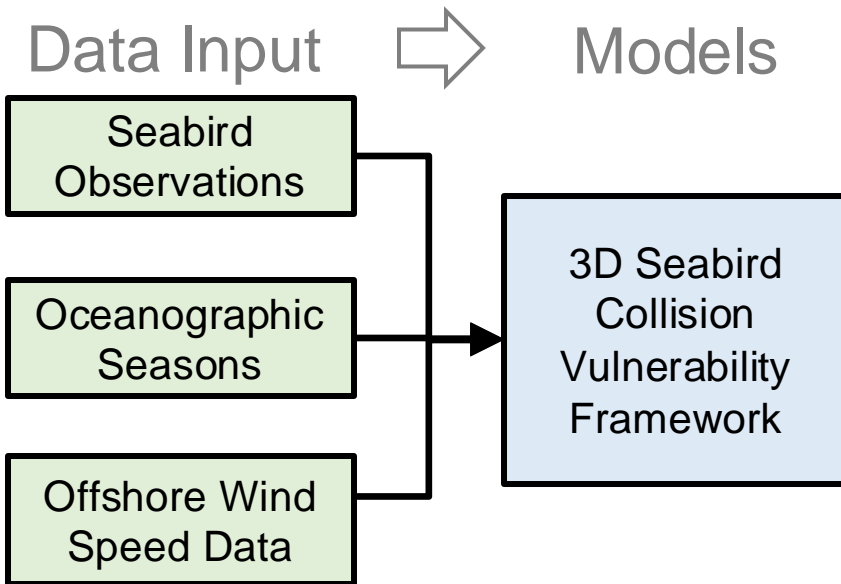 Data Input
Models
Seabird
Observations
Oceanographic
Seasons
Offshore Wind
Speed Data
3D Seabird
Collision
Vulnerability
Framework